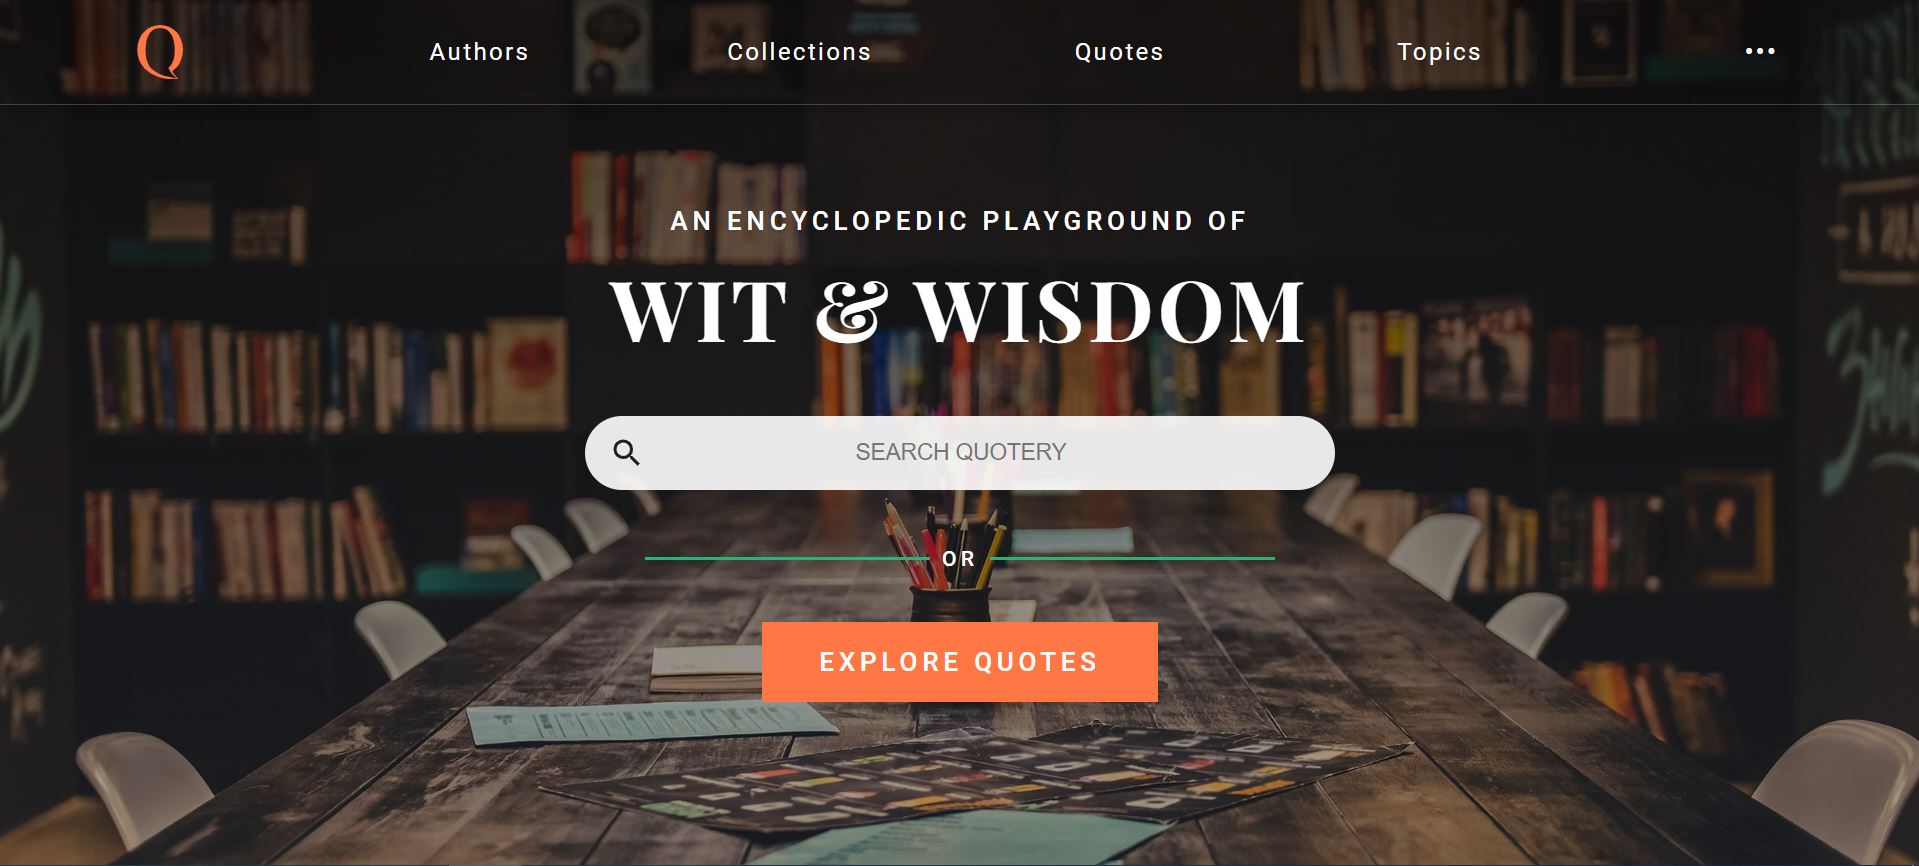 Q
Authors
Collections
Quotes
Topics
AN ENCYCLOPEDIC PLAYGROUND OF
WIT & WISDOM
SEARCH QUOTERY
OR
EXPLORE QUOTES